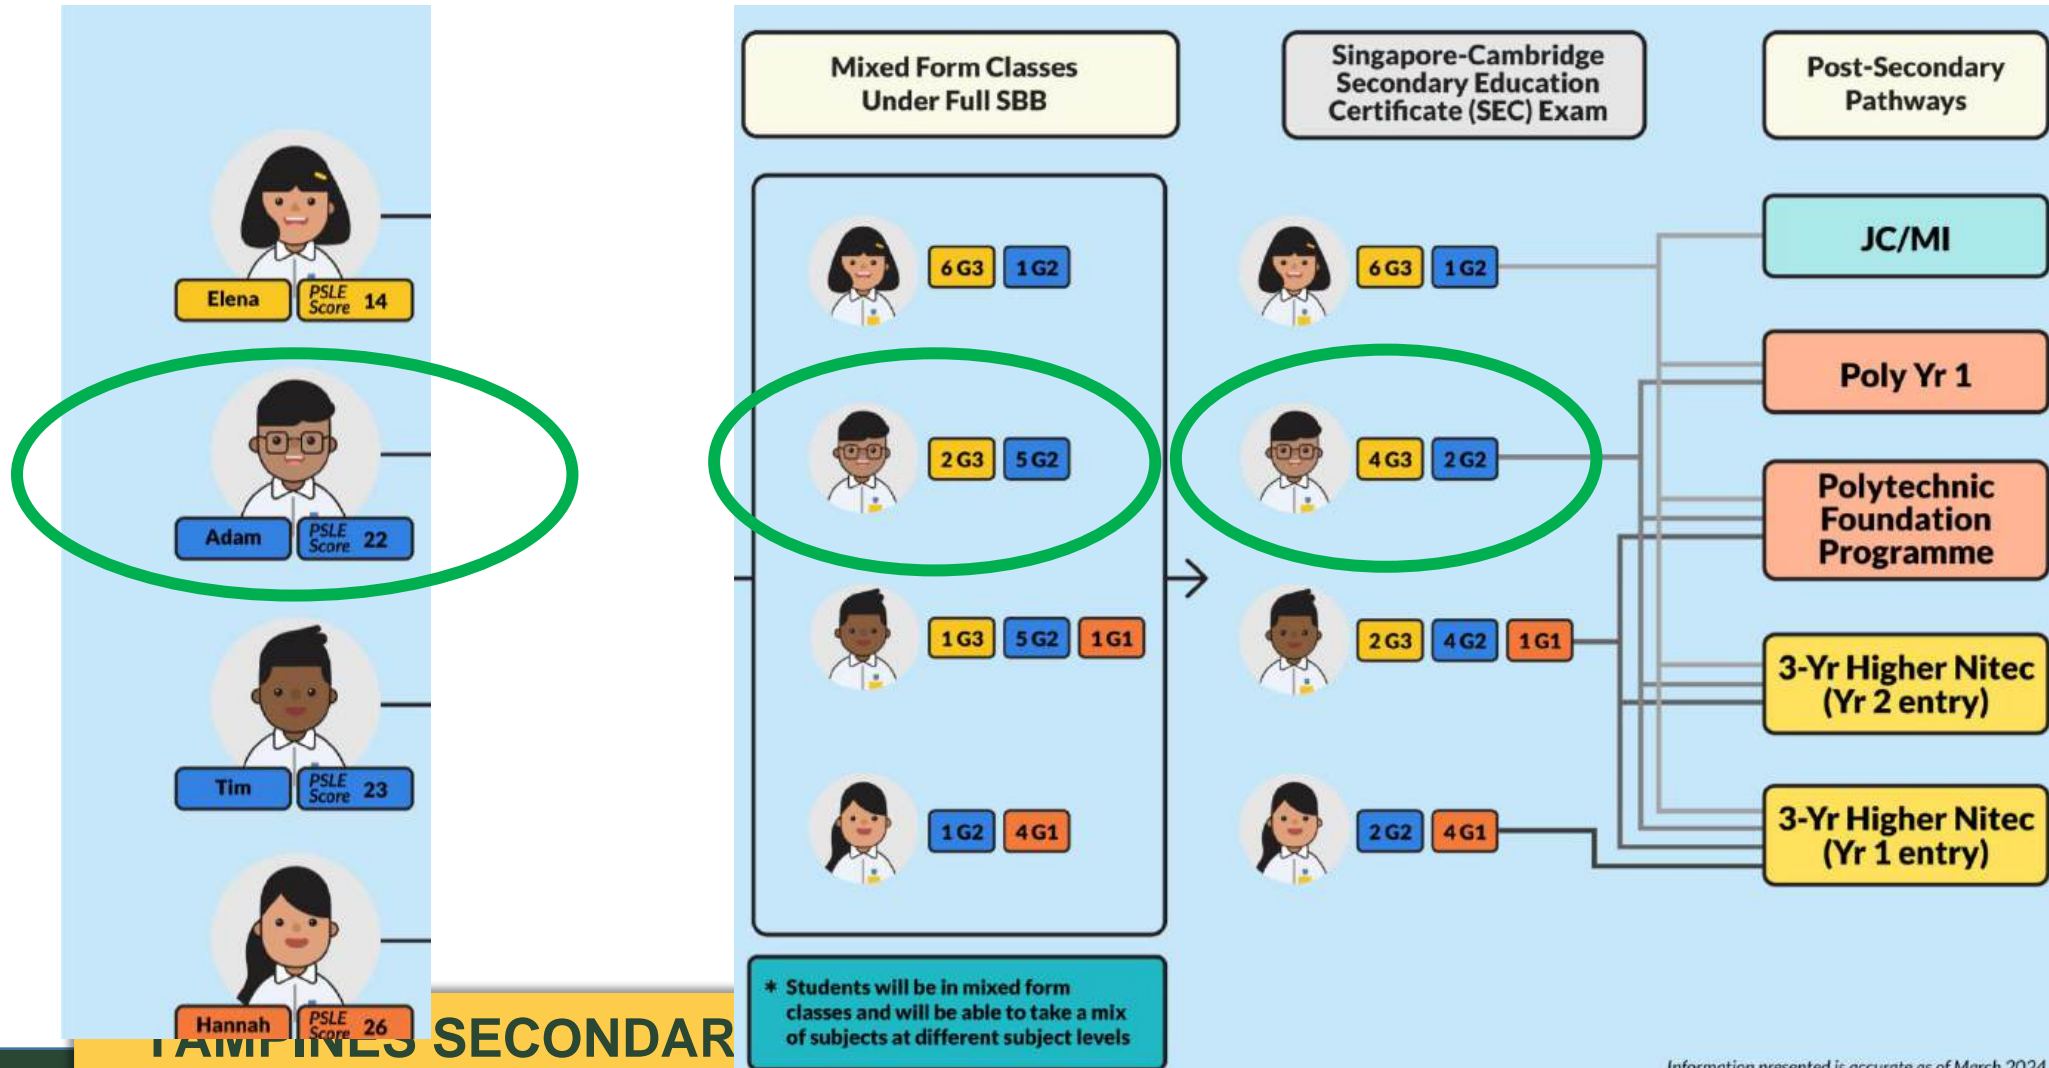 Elena
PSLE
Score 14
Adam
PSLE
Score 22
Tim
PSLE
Score 23
Hannah
PSLE
Score 26
TAMPINES SECONDAR
Mixed Form Classes
Under Full SBB
6 G3 1 G2
2 G3 5 G2
1 G3 5 G2 1 G1
1 G2 4 G1
* Students will be in mixed form
classes and will be able to take a mix
of subjects at different subject levels
Singapore-Cambridge
Secondary Education
Certificate (SEC) Exam
6 G3 1 G2
4 G3 2 G2
2 G3 4 G2 1 G1
2 G2 4 G1
Post-Secondary
Pathways
JC/MI
Poly Yr 1
Polytechnic
Foundation
Programme
3-Yr Higher Nitec
(Yr 2 entry)
3-Yr Higher Nitec
(Yr 1 entry)
Information presented is accurate as of March 2024